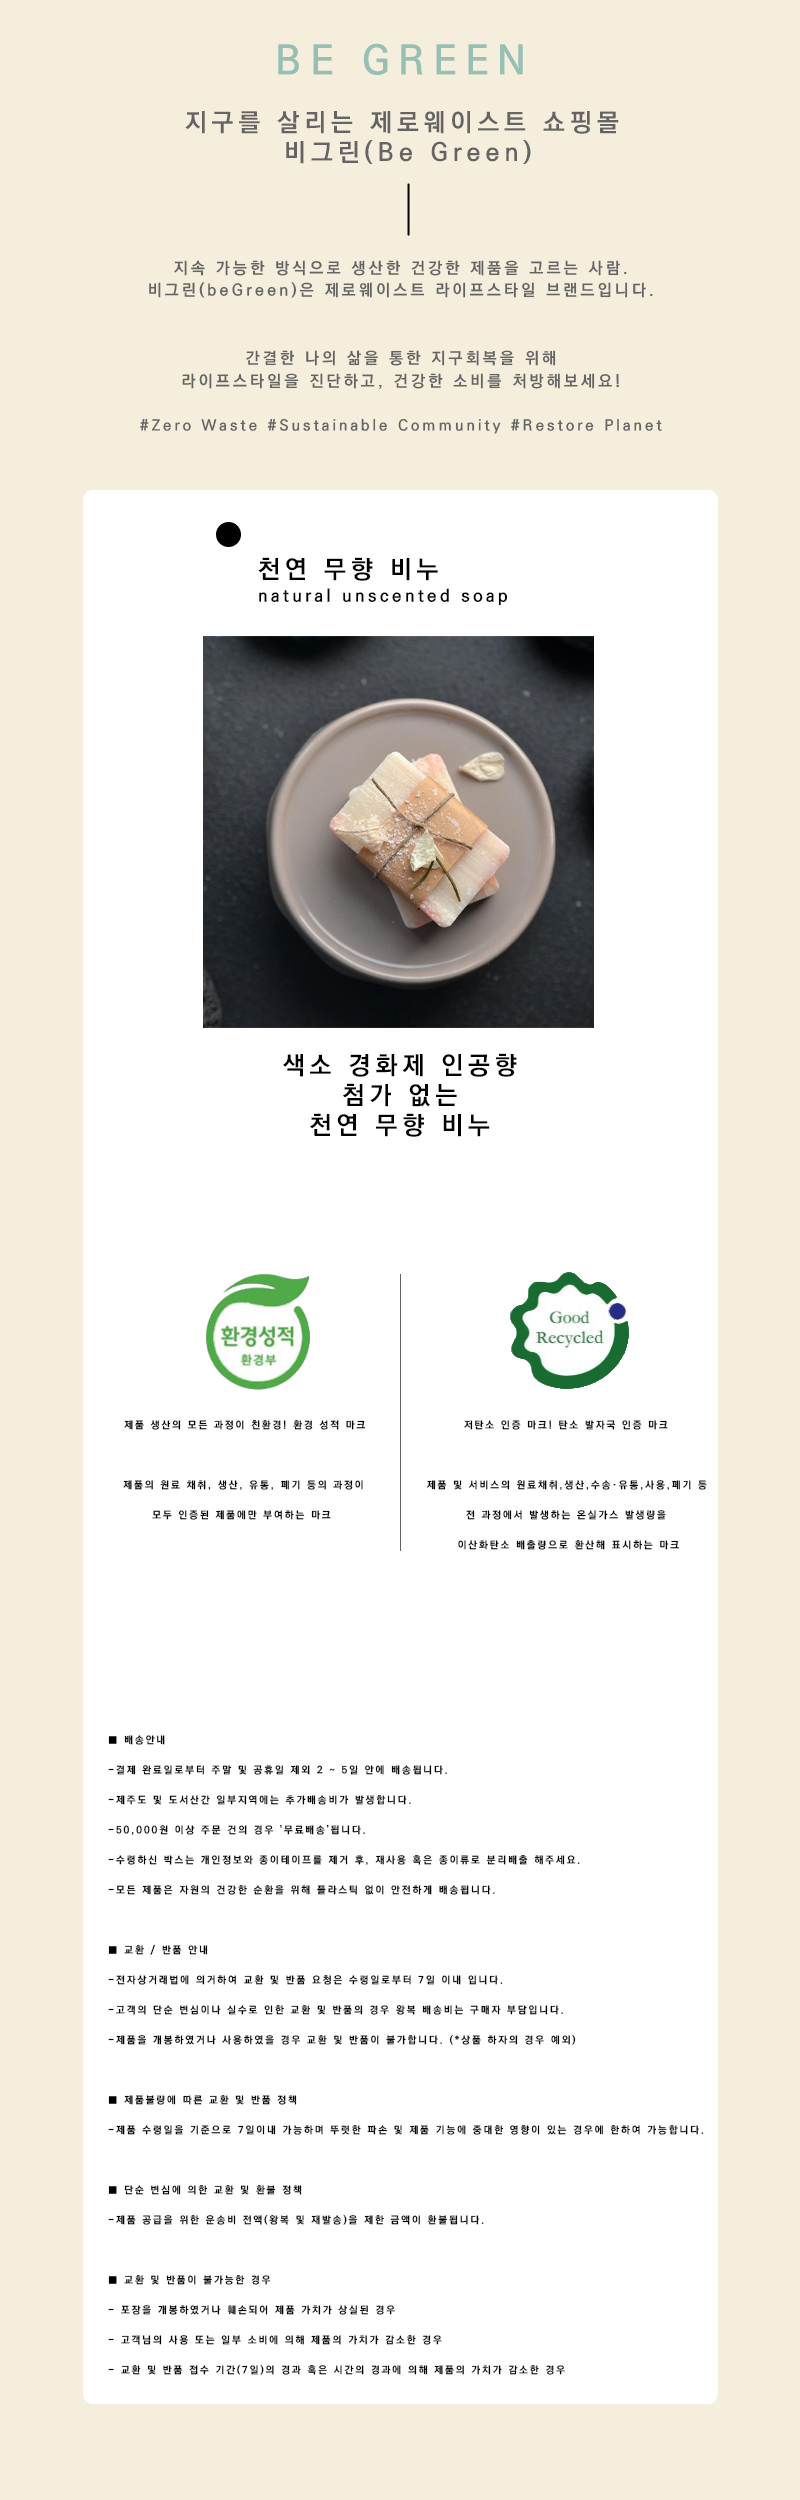 BE GREEN
지구를 살리는 제로웨이스트 쇼핑몰
비그린(Be Green)
지속 가능한 방식으로 생산한 건강한 제품을 고르는 사람.
비그린(beGreen)은 제로웨이스트 라이프스타일 브랜드입니다.
간결한 나의 삶을 통한 지구회복을 위해
라이프스타일을 진단하고, 건강한 소비를 처방해보세요!
#Zero Waste #Sustainable Community #Restore Planet
천연 무향 비누
natural unscented soap
색소 경화제 인공향
첨가 없는
천연 무향 비누
환경성적
환경부
제품 생산의 모든 과정이 친환경! 환경 성적 마크
제품의 원료 채취, 생산, 유통, 폐기 등의 과정이
모두 인증된 제품에만 부여하는 마크
Good
Recycled
저탄소 인증 마크! 탄소 발자국 인증 마크
제품 및 서비스의 원료채취,생산,수송·유통,사용,폐기 등
전 과정에서 발생하는 온실가스 발생량을
이산화탄소 배출량으로 환산해 표시하는 마크
■ 배송안내
-결제 완료일로부터 주말 및 공휴일 제외 2 ~ 5일 안에 배송됩니다.
-제주도 및 도서산간 일부지역에는 추가배송비가 발생합니다.
-50,000원 이상 주문 건의 경우 '무료배송'됩니다.
-수령하신 박스는 개인정보와 종이테이프를 제거 후, 재사용 혹은 종이류로 분리배출 해주세요.
-모든 제품은 자원의 건강한 순환을 위해 플라스틱 없이 안전하게 배송됩니다.
■ 교환 / 반품 안내
-전자상거래법에 의거하여 교환 및 반품 요청은 수령일로부터 7일 이내 입니다.
-고객의 단순 변심이나 실수로 인한 교환 및 반품의 경우 왕복 배송비는 구매자 부담입니다.
-제품을 개봉하였거나 사용하였을 경우 교환 및 반품이 불가합니다. (*상품 하자의 경우 예외)
■ 제품불량에 따른 교환 및 반품 정책
-제품 수령일을 기준으로 7일이내 가능하며 뚜렷한 파손 및 제품 기능에 중대한 영향이 있는 경우에 한하여 가능합니다.
■ 단순 변심에 의한 교환 및 환불 정책
-제품 공급을 위한 운송비 전액(왕복 및 재발송)을 제한 금액이 환불됩니다.
■ 교환 및 반품이 불가능한 경우
- 포장을 개봉하였거나 훼손되어 제품 가치가 상실된 경우
- 고객님의 사용 또는 일부 소비에 의해 제품의 가치가 감소한 경우
- 교환 및 반품 접수 기간(7일)의 경과 혹은 시간의 경과에 의해 제품의 가치가 감소한 경우